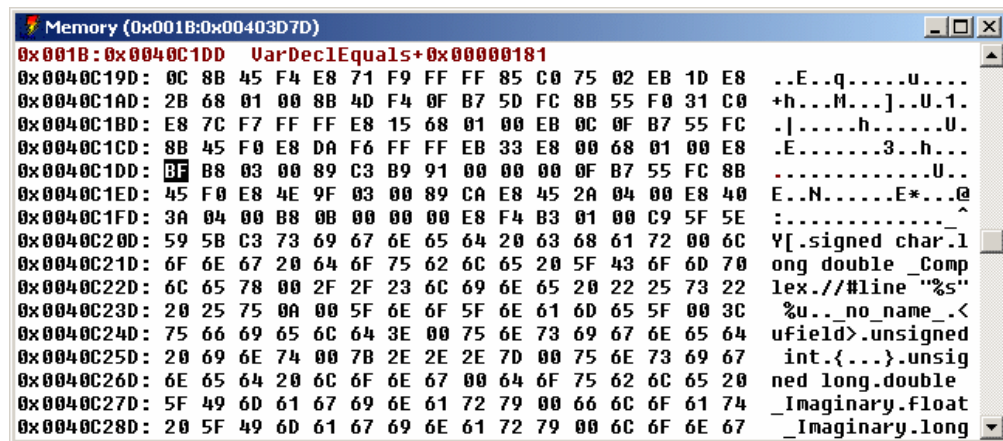 Memory (0x001B:0x00403D7D)
0x001B:0x0040C1DD  VarDeclEquals+0x00000181
0x0040C19D: 0C 8B 45 F4 E8 71 F9 FF FF 85 C0 75 02 EB 1D E8  ..E..q.....u....
0x0040C1AD: 2B 68 01 00 8B 4D F4 0F B7 5D FC 8B 55 F0 31 C0  +h...M...]..U.1.
0x0040C1BD: E8 7C F7 FF FF E8 15 68 01 00 EB 0C 0F B7 55 FC  .|.....h......U.
0x0040C1CD: 8B 45 F0 E8 DA F6 FF FF EB 33 E8 00 68 01 00 E8  .E.......3..h...
0x0040C1DD: BF B8 03 00 89 C3 B9 91 00 00 00 0F B7 55 FC 8B  .............U..
0x0040C1ED: 45 F0 E8 4E 9F 03 00 89 CA E8 45 2A 04 00 E8 40  E..N......E*...@
0x0040C1FD: 3A 04 00 B8 0B 00 00 00 E8 F4 B3 01 00 C9 5F 5E  :............._^
0x0040C20D: 59 5B C3 73 69 67 6E 65 64 20 63 68 61 72 00 6C  Y[.signed char.l
0x0040C21D: 6F 6E 67 20 64 6F 75 62 6C 65 20 5F 43 6F 6D 70  ong double _Comp
0x0040C22D: 6C 65 78 00 2F 2F 23 6C 69 6E 65 20 22 25 73 22  lex.//#line "%s"
0x0040C23D: 20 25 75 0A 00 5F 6E 6F 5F 6E 61 6D 65 5F 00 3C   %u.._no_name_.<
0x0040C24D: 75 66 69 65 6C 64 3E 00 75 6E 73 69 67 6E 65 64  ufield>.unsigned
0x0040C25D: 20 69 6E 74 00 7B 2E 2E 2E 7D 00 75 6E 73 69 67   int.{...}.unsig
0x0040C26D: 6E 65 64 20 6C 6F 6E 67 00 64 6F 75 62 6C 65 20  ned long.double 
0x0040C27D: 5F 49 6D 61 67 69 6E 61 72 79 00 66 6C 6F 61 74  _Imaginary.float
0x0040C28D: 20 5F 49 6D 61 67 69 6E 61 72 79 00 6C 6F 6E 67   _Imaginary.long